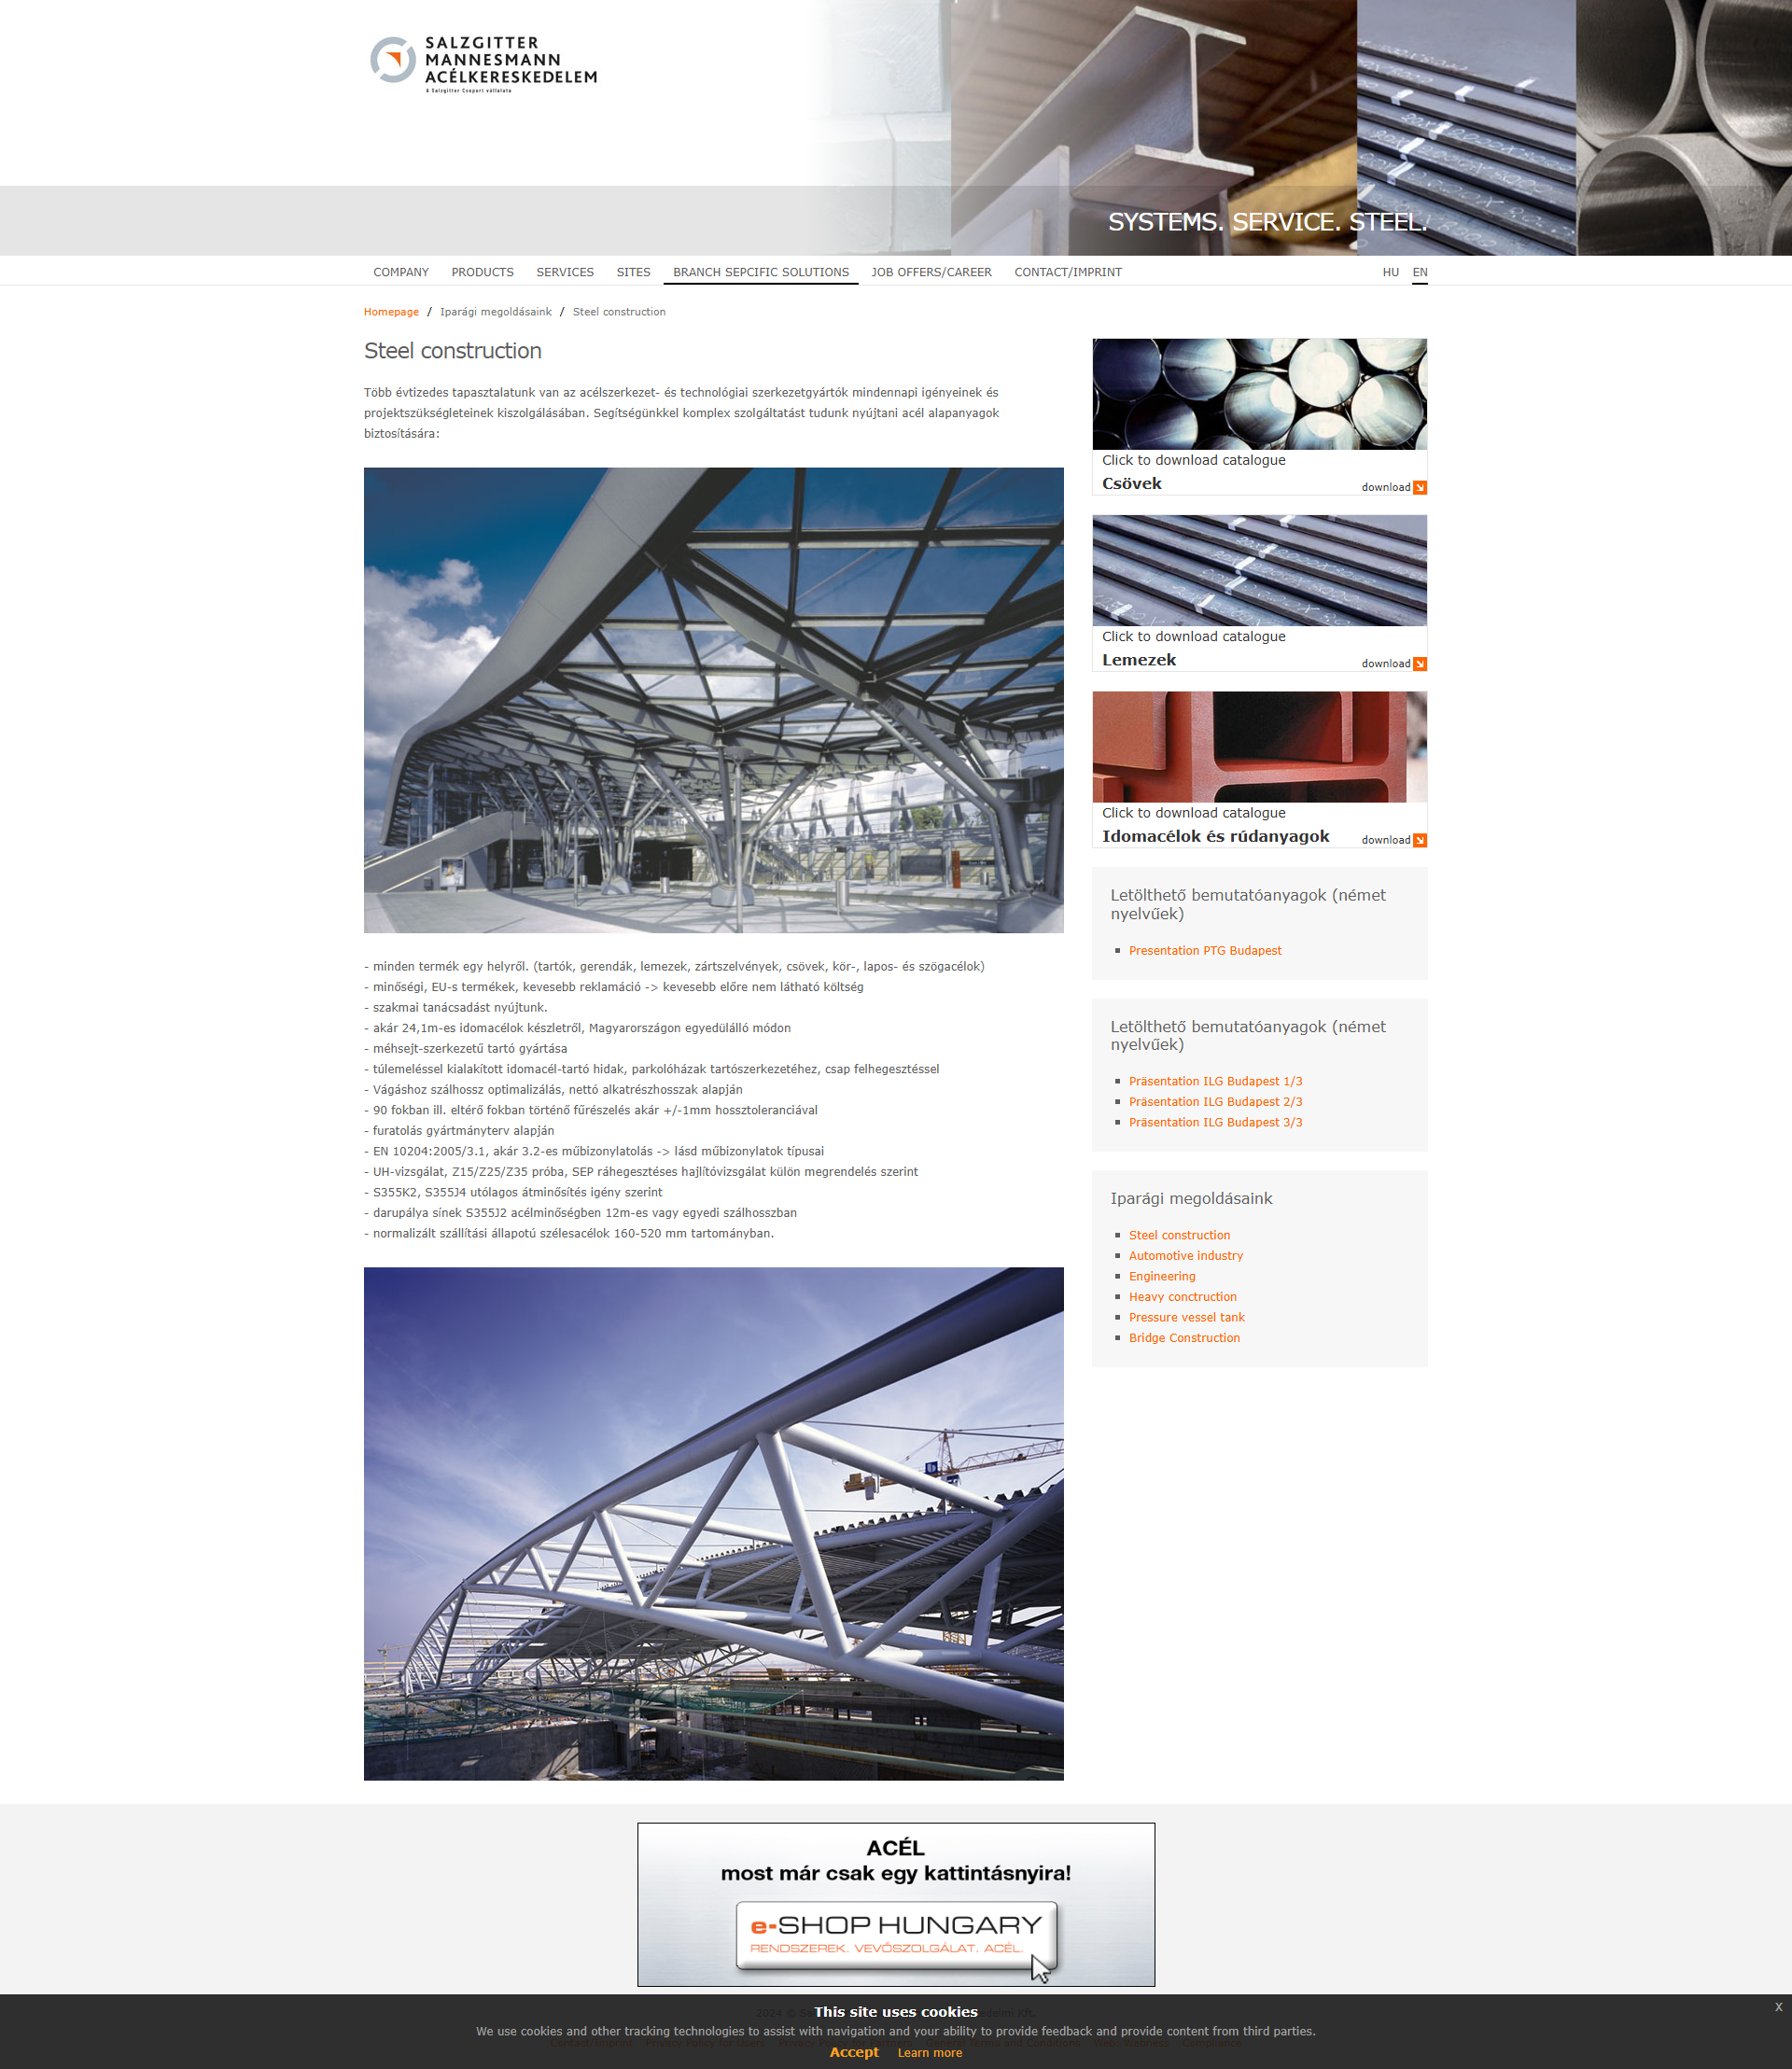 SALZGITTER
MANNESMANN
ACÉLKERESKEDELEM
A Salzgitter Csoport vállalata
SYSTEMS. SERVICE. STEEL.
COMPANY PRODUCTS SERVICES SITES BRANCH SEPCIFIC SOLUTIONS JOB OFFERS/CAREER CONTACT/IMPRINT HU EN
Homepage / Iparági megoldásaink / Steel construction
Steel construction
Több évtizedes tapasztalatunk van az acélszerkezet- és technológiai szerkezetgyártók mindennapi igényeinek és
projektszükségleteinek kiszolgálásában. Segítségünkkel komplex szolgáltatást tudunk nyújtani acél alapanyagok
biztosítására:
- minden termék egy helyről. (tartók, gerendák, lemezek, zártszelvények, csövek, kör-, lapos- és szögacélok)
- minőségi, EU-s termékek, kevesebb reklamáció -> kevesebb előre nem látható költség
- szakmai tanácsadást nyújtunk.
- akár 24,1m-es idomacélok készletről, Magyarországon egyedülálló módon
- méhsejt-szerkezetű tartó gyártása
- túlemeléssel kialakított idomacél-tartó hidak, parkolóházak tartószerkezetéhez, csap felhegesztéssel
- Vágáshoz szálhossz optimalizálás, nettó alkatrészhosszak alapján
- 90 fokban ill. eltérő fokban történő fűrészelés akár +/-1mm hossztoleranciával
- furatolás gyártmányterv alapján
- EN 10204:2005/3.1, akár 3.2-es műbizonylatolás -> lásd műbizonylatok típusai
- UH-vizsgálat, Z15/Z25/Z35 próba, SEP ráhegesztéses hajlítóvizsgálat külön megrendelés szerint
- S355K2, S355J4 utólagos átminősítés igény szerint
- darupálya sínek S355J2 acélminőségben 12m-es vagy egyedi szálhosszban
- normalizált szállítási állapotú szélesacélok 160-520 mm tartományban.
Click to download catalogue
Csövek download
Click to download catalogue
Lemezek download
Click to download catalogue
Idomacélok és rúdanyagok download
Letölthető bemutatóanyagok (német
nyelvűek)
Presentation PTG Budapest
Letölthető bemutatóanyagok (német
nyelvűek)
Präsentation ILG Budapest 1/3
Präsentation ILG Budapest 2/3
Präsentation ILG Budapest 3/3
Iparági megoldásaink
Steel construction
Automotive industry
Engineering
Heavy conctruction
Pressure vessel tank
Bridge Construction
ACÉL
most már csak egy kattintásnyira!
e-SHOP HUNGARY
RENDSZEREK. VEVŐSZOLGÁLAT. ACÉL.
This site uses cookies
x
We use cookies and other tracking technologies to assist with navigation and your ability to provide feedback and provide content from third parties.
Accept Learn more